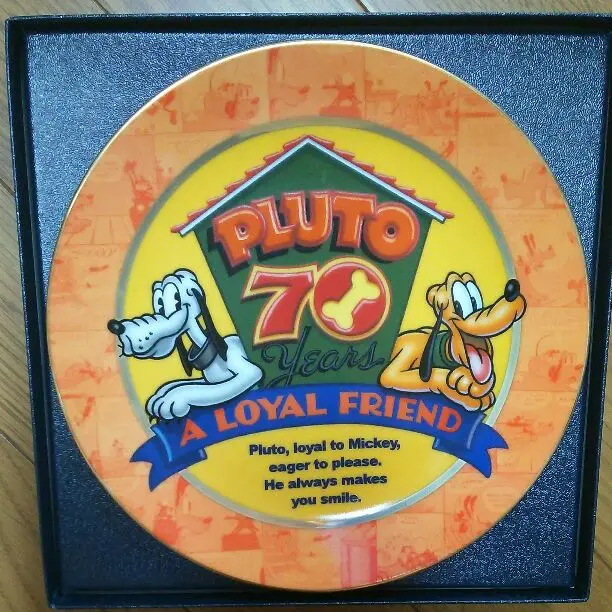 PLUTO
70
Years
A LOYAL FRIEND
Pluto, loyal to Mickey,
eager to please.
He always makes
you smile.